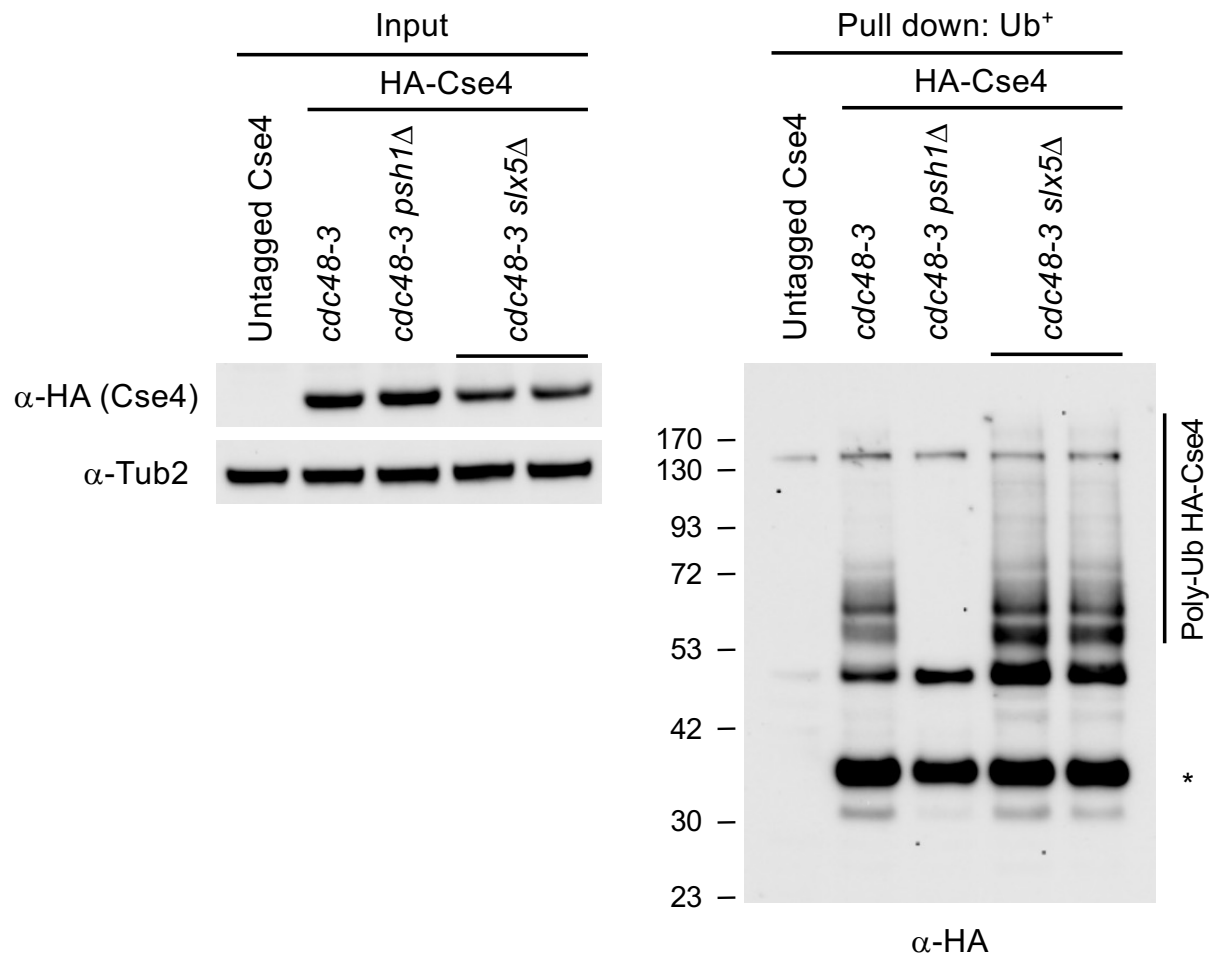 Input
HA-Cse4
Untagged Cse4
cdc48-3
cdc48-3 psh1Δ
cdc48-3 slx5Δ
α-HA (Cse4)
α-Tub2
Pull down: Ub⁺
HA-Cse4
Untagged Cse4
cdc48-3
cdc48-3 psh1Δ
cdc48-3 slx5Δ
170 –
130 –
93 –
72 –
53 –
42 –
30 –
23 –
Poly-Ub HA-Cse4
*
α-HA